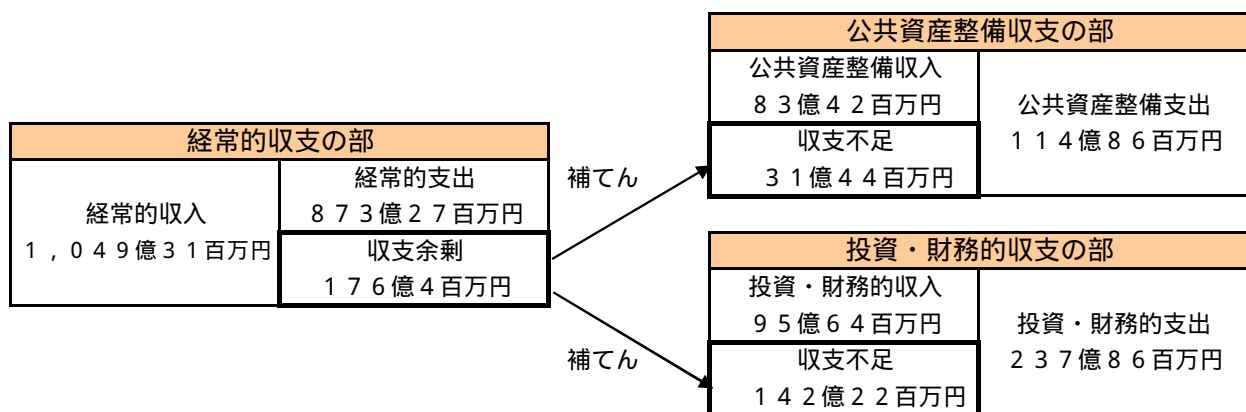 経常的収支の部
経常的収入
１，０４９億３１百万円
経常的支出
８７３億２７百万円
収支余剰
１７６億４百万円
補てん
補てん
公共資産整備収支の部
公共資産整備収入
８３億４２百万円
収支不足
３１億４４百万円
公共資産整備支出
１１４億８６百万円
投資・財務的収支の部
投資・財務的収入
９５億６４百万円
収支不足
１４２億２２百万円
投資・財務的支出
２３７億８６百万円